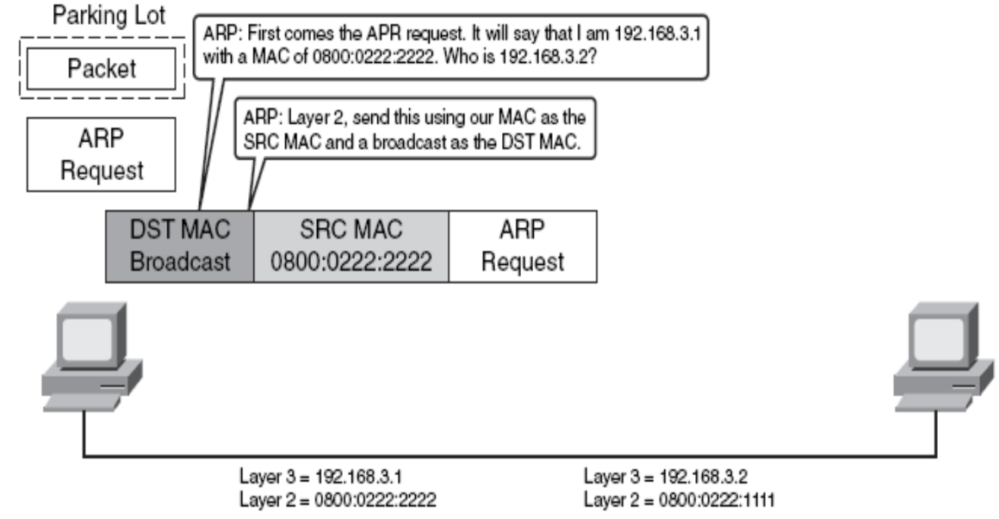 Parking Lot
Packet
ARP: First comes the APR request. It will say that I am 192.168.3.1
with a MAC of 0800:0222:2222. Who is 192.168.3.2?
ARP: Layer 2, send this using our MAC as the
SRC MAC and a broadcast as the DST MAC.
ARP
Request
DST MAC
Broadcast
SRC MAC
0800:0222:2222
ARP
Request
Layer 3 = 192.168.3.1
Layer 2 = 0800:0222:2222
Layer 3 = 192.168.3.2
Layer 2 = 0800:0222:1111